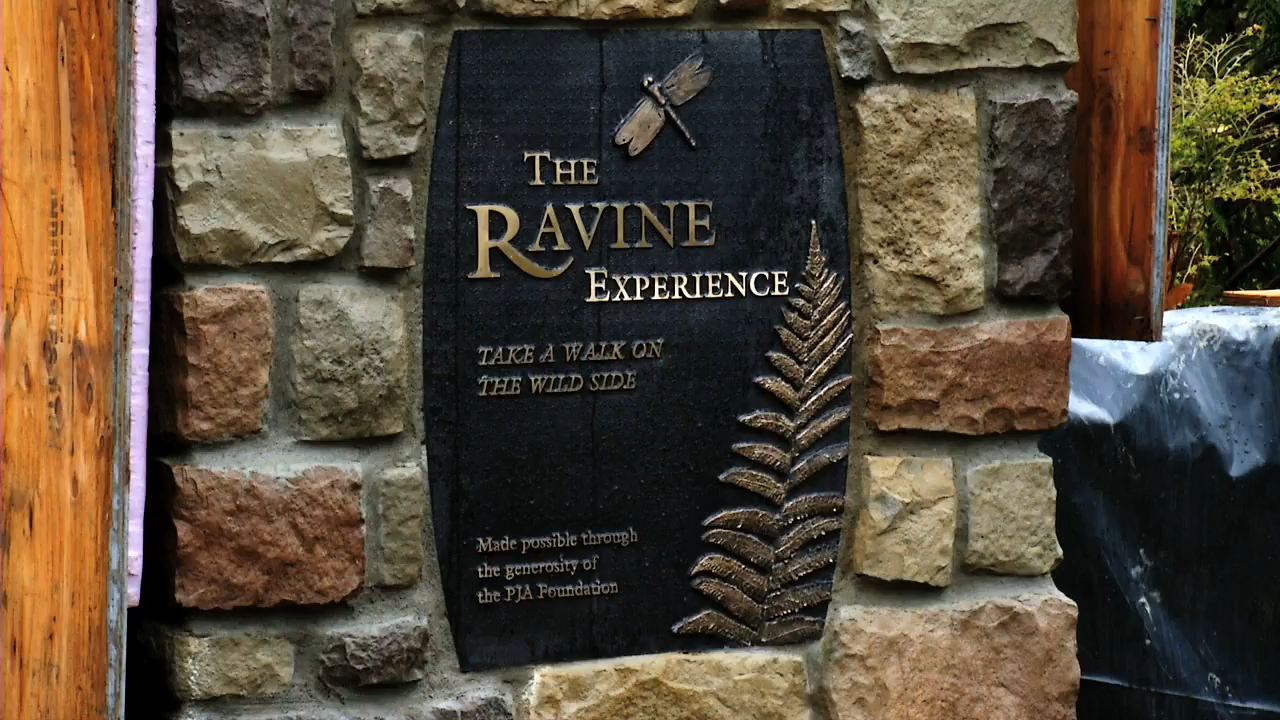 THE
RAVINE
EXPERIENCE
TAKE A WALK ON
THE WILD SIDE
Made possible through
the generosity of
the PJA Foundation